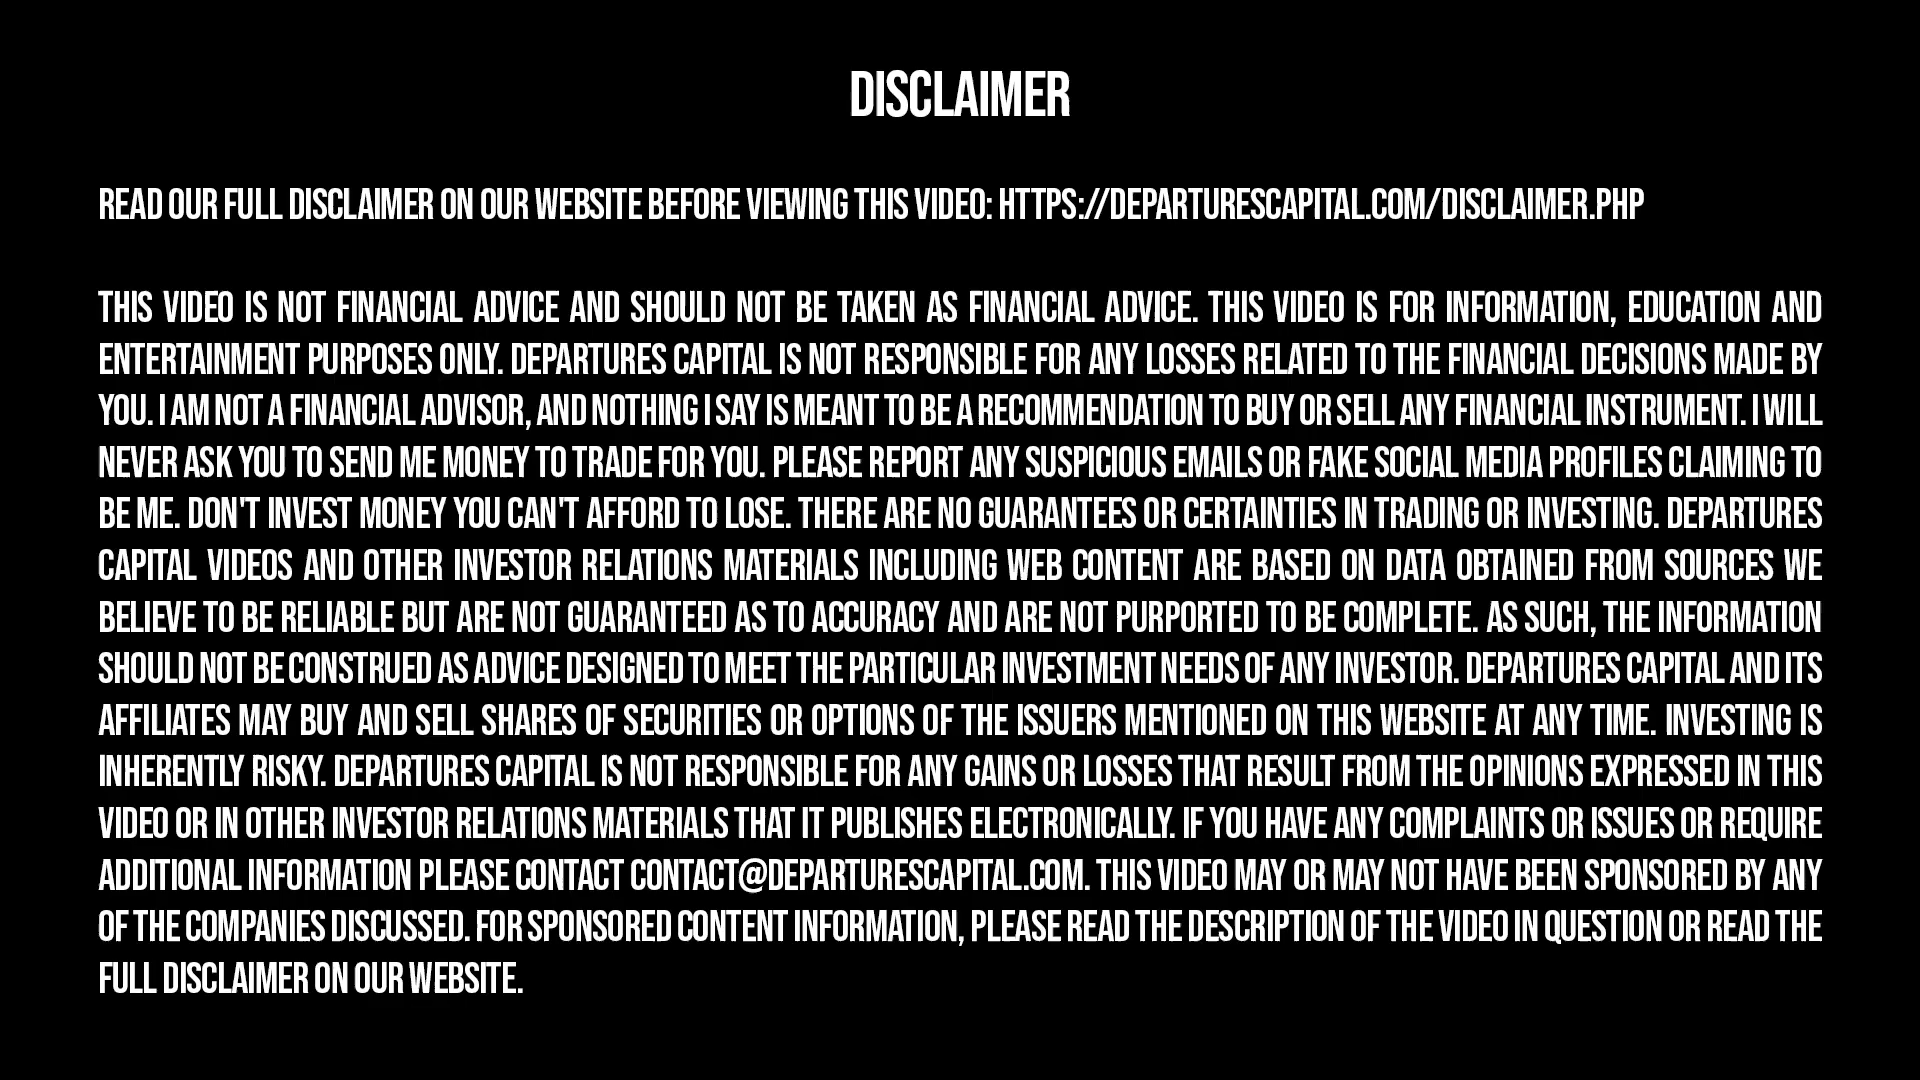 DISCLAIMER
READ OUR FULL DISCLAIMER ON OUR WEBSITE BEFORE VIEWING THIS VIDEO: HTTPS://DEPARTURESCAPITAL.COM/DISCLAIMER.PHP
THIS VIDEO IS NOT FINANCIAL ADVICE AND SHOULD NOT BE TAKEN AS FINANCIAL ADVICE. THIS VIDEO IS FOR INFORMATION, EDUCATION AND
ENTERTAINMENT PURPOSES ONLY. DEPARTURES CAPITAL IS NOT RESPONSIBLE FOR ANY LOSSES RELATED TO THE FINANCIAL DECISIONS MADE BY
YOU. I AM NOT A FINANCIAL ADVISOR, AND NOTHING I SAY IS MEANT TO BE A RECOMMENDATION TO BUY OR SELL ANY FINANCIAL INSTRUMENT. I WILL
NEVER ASK YOU TO SEND ME MONEY TO TRADE FOR YOU. PLEASE REPORT ANY SUSPICIOUS EMAILS OR FAKE SOCIAL MEDIA PROFILES CLAIMING TO
BE ME. DON'T INVEST MONEY YOU CAN'T AFFORD TO LOSE. THERE ARE NO GUARANTEES OR CERTAINTIES IN TRADING OR INVESTING. DEPARTURES
CAPITAL VIDEOS AND OTHER INVESTOR RELATIONS MATERIALS INCLUDING WEB CONTENT ARE BASED ON DATA OBTAINED FROM SOURCES WE
BELIEVE TO BE RELIABLE BUT ARE NOT GUARANTEED AS TO ACCURACY AND ARE NOT PURPORTED TO BE COMPLETE. AS SUCH, THE INFORMATION
SHOULD NOT BE CONSTRUED AS ADVICE DESIGNED TO MEET THE PARTICULAR INVESTMENT NEEDS OF ANY INVESTOR. DEPARTURES CAPITAL AND ITS
AFFILIATES MAY BUY AND SELL SHARES OF SECURITIES OR OPTIONS OF THE ISSUERS MENTIONED ON THIS WEBSITE AT ANY TIME. INVESTING IS
INHERENTLY RISKY. DEPARTURES CAPITAL IS NOT RESPONSIBLE FOR ANY GAINS OR LOSSES THAT RESULT FROM THE OPINIONS EXPRESSED IN THIS
VIDEO OR IN OTHER INVESTOR RELATIONS MATERIALS THAT IT PUBLISHES ELECTRONICALLY. IF YOU HAVE ANY COMPLAINTS OR ISSUES OR REQUIRE
ADDITIONAL INFORMATION PLEASE CONTACT CONTACT@DEPARTURESCAPITAL.COM. THIS VIDEO MAY OR MAY NOT HAVE BEEN SPONSORED BY ANY
OF THE COMPANIES DISCUSSED. FOR SPONSORED CONTENT INFORMATION, PLEASE READ THE DESCRIPTION OF THE VIDEO IN QUESTION OR READ THE
FULL DISCLAIMER ON OUR WEBSITE.